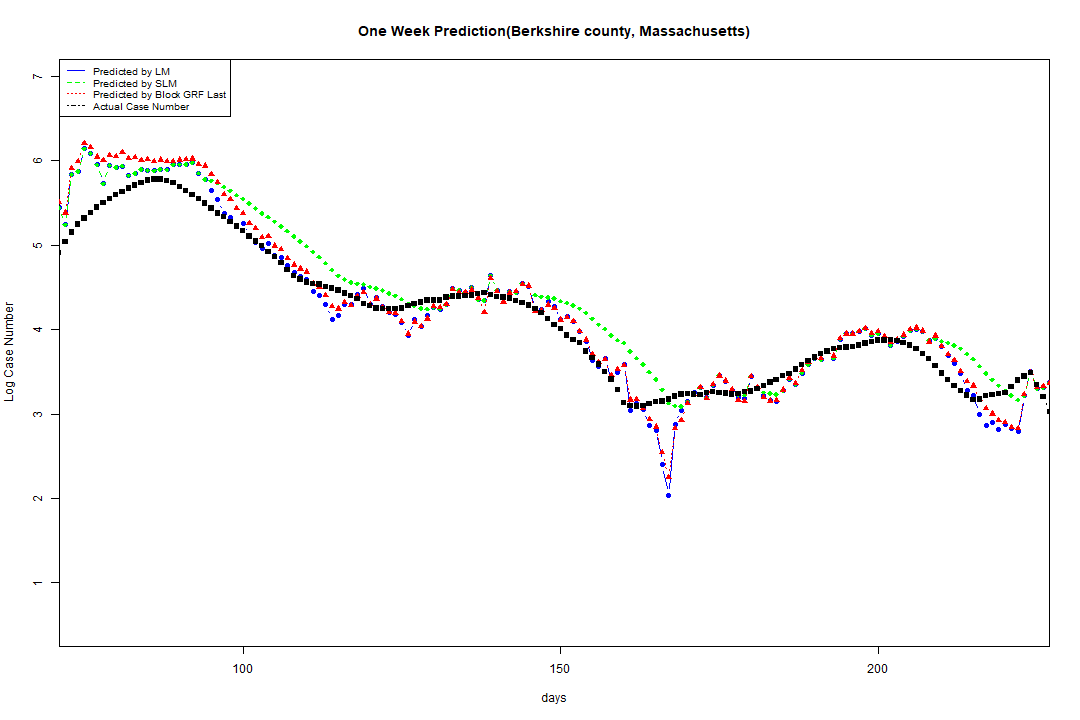 One Week Prediction(Berkshire county, Massachusetts)
Predicted by LM
Predicted by SLM
Predicted by Block GRF Last
Actual Case Number
7
6
5
4
3
2
1
Log Case Number
100 150 200
days